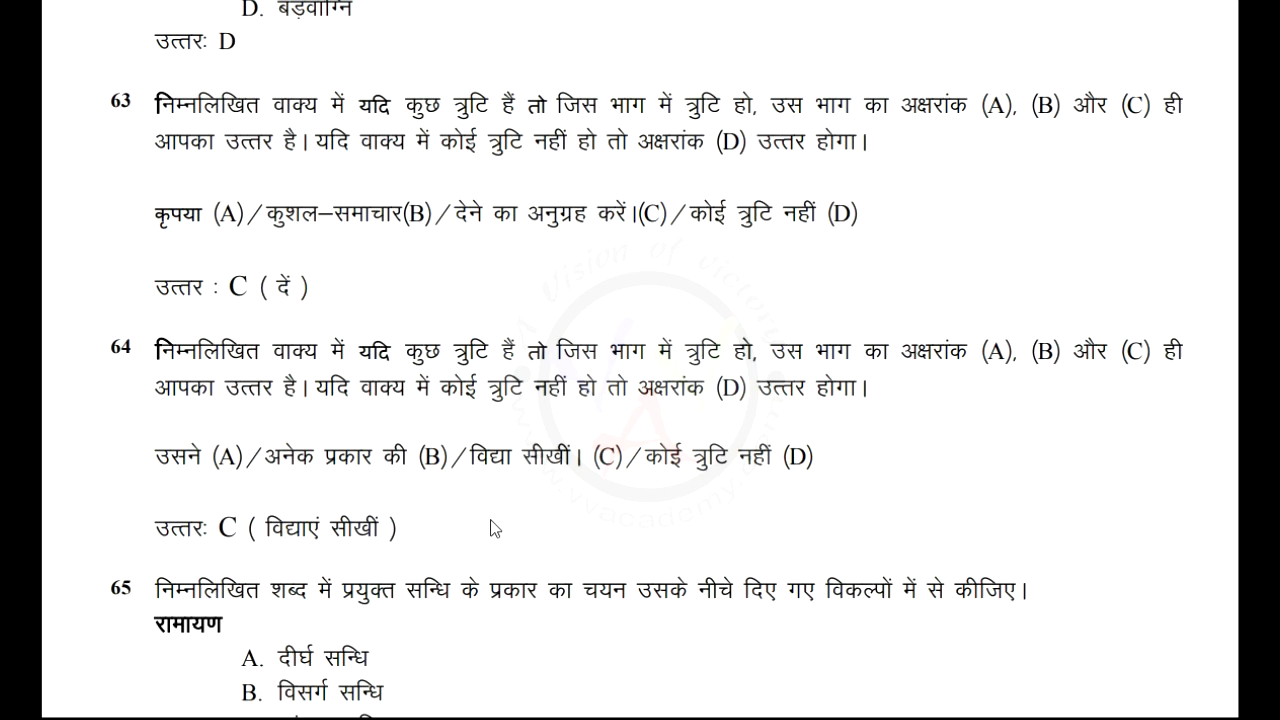 D. बड़वाग्नि
उत्तरः D
63 निम्नलिखित वाक्य में यदि कुछ त्रुटि हैं तो जिस भाग में त्रुटि हो, उस भाग का अक्षरांक (A), (B) और (C) ही
आपका उत्तर है। यदि वाक्य में कोई त्रुटि नहीं हो तो अक्षरांक (D) उत्तर होगा।
कृपया (A)/कुशल–समाचार(B)/देने का अनुग्रह करें।(C)/कोई त्रुटि नहीं (D)
उत्तर : C ( दें )
64 निम्नलिखित वाक्य में यदि कुछ त्रुटि हैं तो जिस भाग में त्रुटि हो, उस भाग का अक्षरांक (A), (B) और (C) ही
आपका उत्तर है। यदि वाक्य में कोई त्रुटि नहीं हो तो अक्षरांक (D) उत्तर होगा।
उसने (A)/अनेक प्रकार की (B)/विद्या सीखीं। (C)/कोई त्रुटि नहीं (D)
उत्तरः C ( विद्याएं सीखीं )
65 निम्नलिखित शब्द में प्रयुक्त सन्धि के प्रकार का चयन उसके नीचे दिए गए विकल्पों में से कीजिए।
रामायण
A. दीर्घ सन्धि
B. विसर्ग सन्धि
A Vision of victory